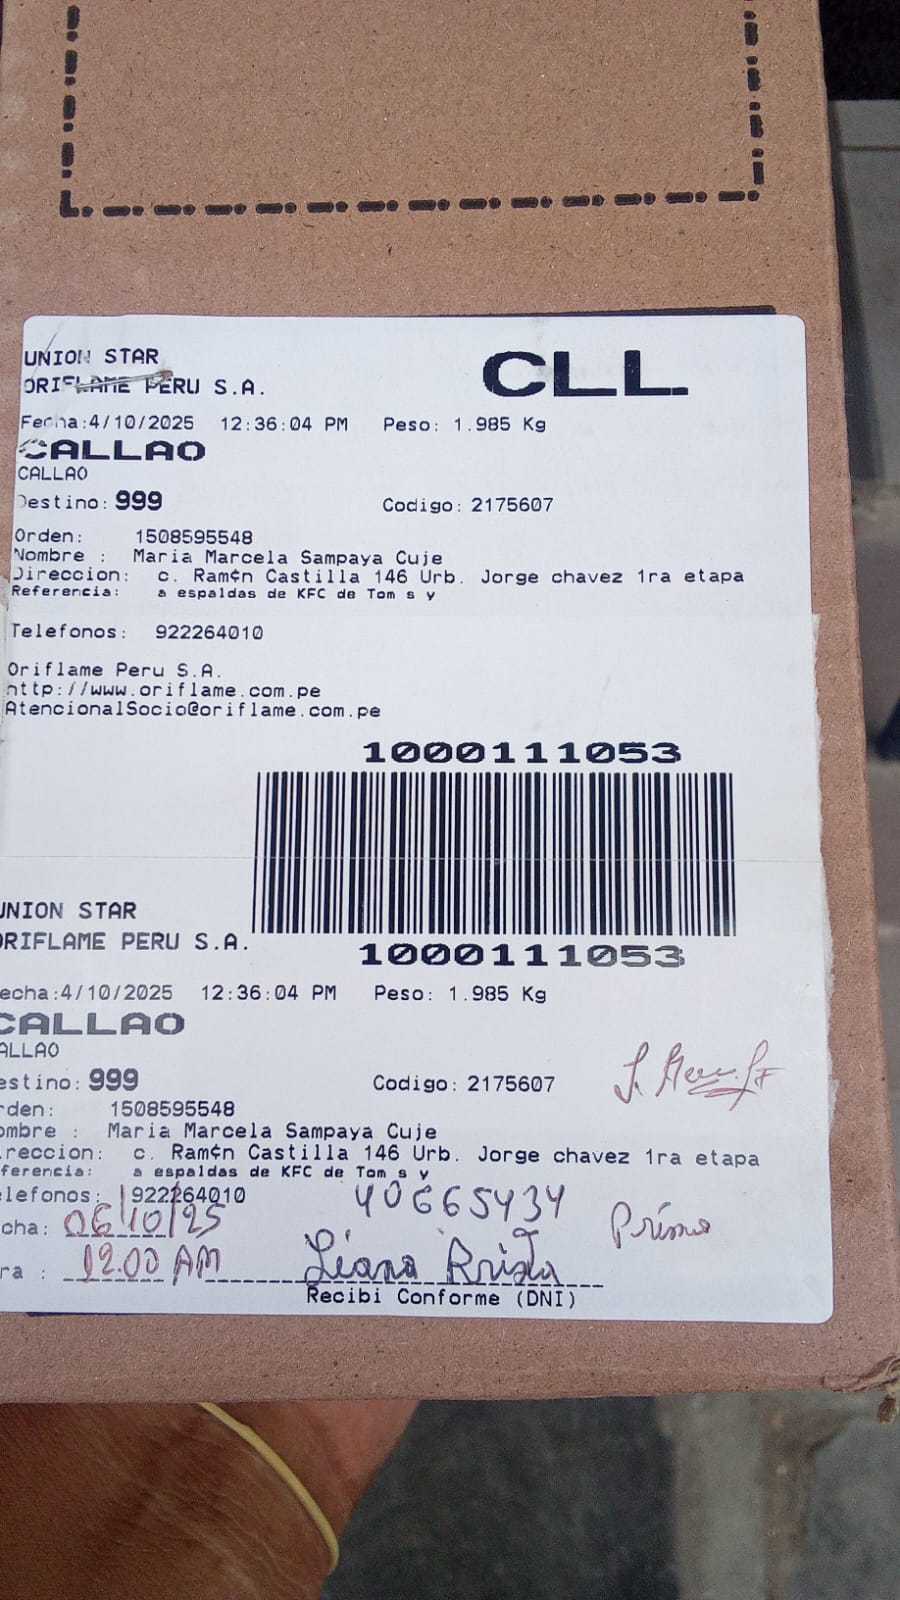 UNION STAR
ORIFLAME PERU S.A.
CLL
Fecha:4/10/2025 12:36:04 PM Peso: 1.985 Kg
CALLAO
CALLAO
Destino: 999 Codigo: 2175607
Orden: 1508595548
Nombre : Maria Marcela Sampaya Cuje
Direccion: c. Ram¢n Castilla 146 Urb. Jorge chavez 1ra etapa
Referencia: a espaldas de KFC de Tom s y
Telefonos: 922264010
Oriflame Peru S.A.
http://www.oriflame.com.pe
AtencionalSocio@oriflame.com.pe
1000111053
1000111053
UNION STAR
ORIFLAME PERU S.A.
echa:4/10/2025 12:36:04 PM Peso: 1.985 Kg
CALLAO
ALLAO
estino: 999 Codigo: 2175607
rden: 1508595548
ombre : Maria Marcela Sampaya Cuje
reccion: c. Ram¢n Castilla 146 Urb. Jorge chavez 1ra etapa
ferencia: a espaldas de KFC de Tom s y
elefonos: 922264010 40665434
cha: 06/10/25 Prima
ra : 12.00 AM Liana
Recibi Conforme (DNI)